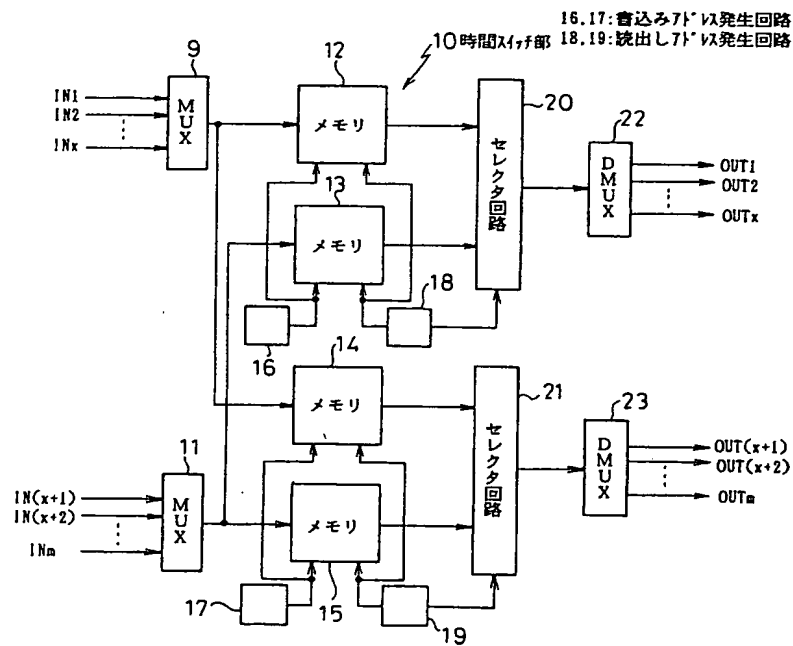 16,17:書込みアドレス発生回路
10時間スイッチ部 18,19:読出しアドレス発生回路
9
12
20
22
IN1
IN2
INx
MUX
メモリ
セレクタ回路
DMUX
OUT1
OUT2
OUTx
13
メモリ
16
18
14
メモリ
21
セレクタ回路
23
DMUX
OUT(x+1)
OUT(x+2)
OUTm
11
IN(x+1)
IN(x+2)
INm
MUX
メモリ
17
15
19